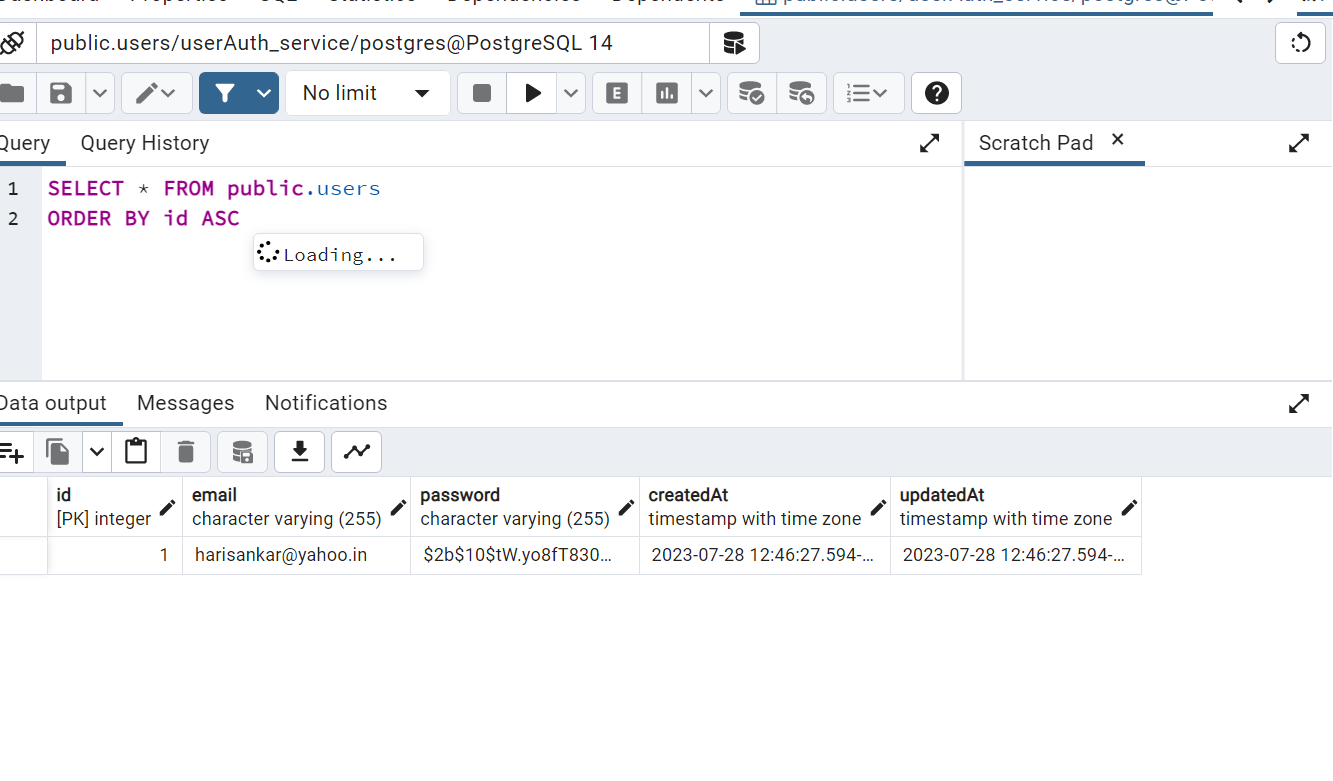 public.users/userAuth_service/postgres@PostgreSQL 14
No limit
E
Query
Query History
Scratch Pad
1 SELECT * FROM public.users
2 ORDER BY id ASC
Loading...
Data output
Messages
Notifications
id email password createdAt updatedAt
[PK] integer character varying (255) character varying (255) timestamp with time zone timestamp with time zone
1 harisankar@yahoo.in $2b$10$tW.yo8fT830... 2023-07-28 12:46:27.594-... 2023-07-28 12:46:27.594-...